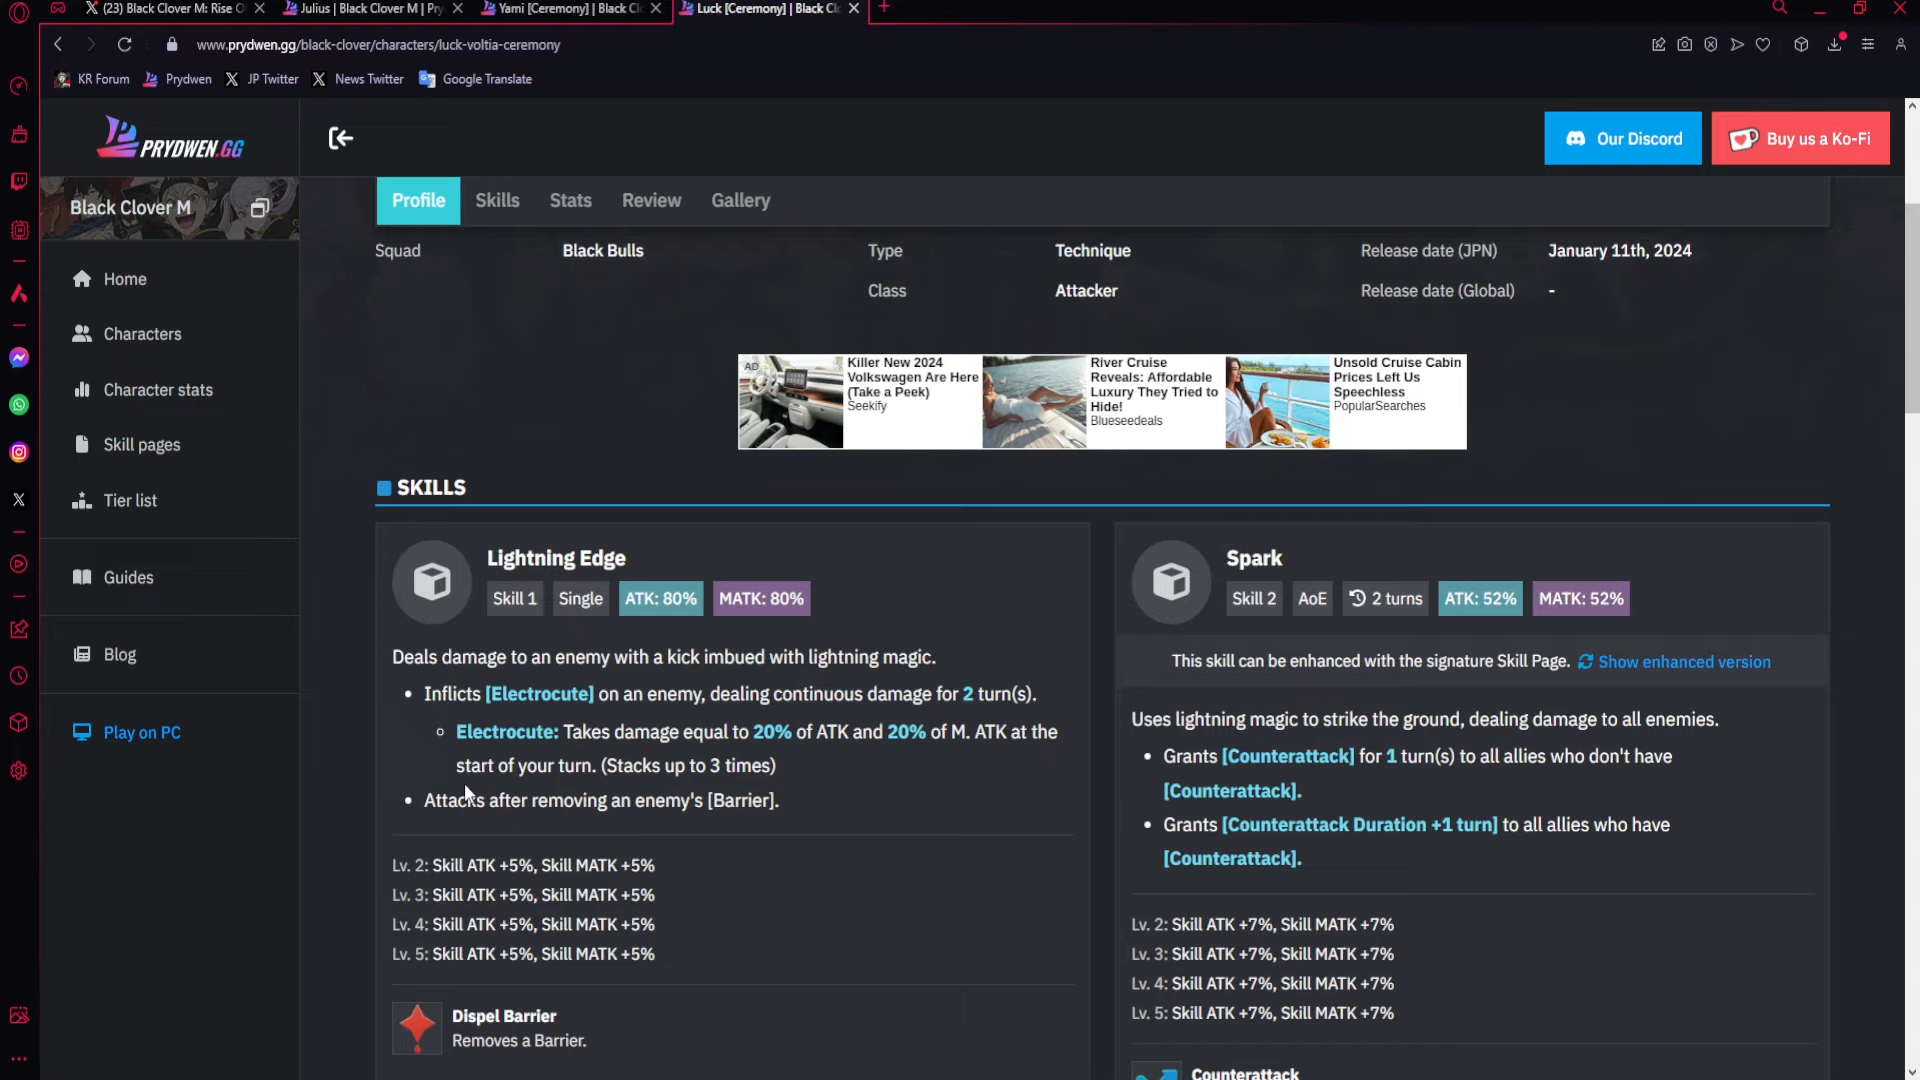 (23) Black Clover M: Rise O
Julius | Black Clover M | Pry
Yami [Ceremony] | Black Cl
Luck [Ceremony] | Black Cl
www.prydwen.gg/black-clover/characters/luck-voltia-ceremony
KR Forum
Prydwen
JP Twitter
News Twitter
Google Translate
PRYDWEN.GG
Our Discord
Buy us a Ko-Fi
Black Clover M
Home
Characters
Character stats
Skill pages
Tier list
Guides
Blog
Play on PC
Profile Skills Stats Review Gallery
Squad Black Bulls Type Technique Release date (JPN) January 11th, 2024
Class Attacker Release date (Global) -
AD
Killer New 2024
Volkswagen Are Here
(Take a Peek)
Seekify
River Cruise
Reveals: Affordable
Luxury They Tried to
Hide!
Blueseedeals
Unsold Cruise Cabin
Prices Left Us
Speechless
PopularSearches
SKILLS
Lightning Edge
Skill 1 Single ATK: 80% MATK: 80%
Deals damage to an enemy with a kick imbued with lightning magic.
• Inflicts [Electrocute] on an enemy, dealing continuous damage for 2 turn(s).
Electrocute: Takes damage equal to 20% of ATK and 20% of M. ATK at the
start of your turn. (Stacks up to 3 times)
• Attacks after removing an enemy's [Barrier].
Lv. 2: Skill ATK +5%, Skill MATK +5%
Lv. 3: Skill ATK +5%, Skill MATK +5%
Lv. 4: Skill ATK +5%, Skill MATK +5%
Lv. 5: Skill ATK +5%, Skill MATK +5%
Dispel Barrier
Removes a Barrier.
Spark
Skill 2 AoE 2 turns ATK: 52% MATK: 52%
This skill can be enhanced with the signature Skill Page. Show enhanced version
Uses lightning magic to strike the ground, dealing damage to all enemies.
• Grants [Counterattack] for 1 turn(s) to all allies who don't have
[Counterattack].
• Grants [Counterattack Duration +1 turn] to all allies who have
[Counterattack].
Lv. 2: Skill ATK +7%, Skill MATK +7%
Lv. 3: Skill ATK +7%, Skill MATK +7%
Lv. 4: Skill ATK +7%, Skill MATK +7%
Lv. 5: Skill ATK +7%, Skill MATK +7%
Counterattack